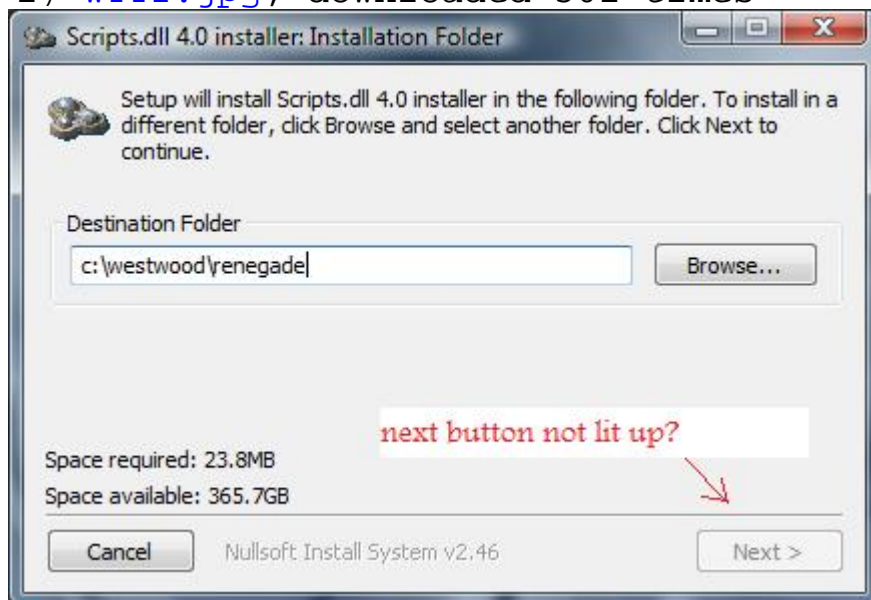 Scripts.dll 4.0 installer: Installation Folder
Setup will install Scripts.dll 4.0 installer in the following folder. To install in a
different folder, click Browse and select another folder. Click Next to
continue.
Destination Folder
c:\westwood\renegade
Browse...
next button not lit up?
Space required: 23.8MB
Space available: 365.7GB
Cancel
Nullsoft Install System v2.46
Next >